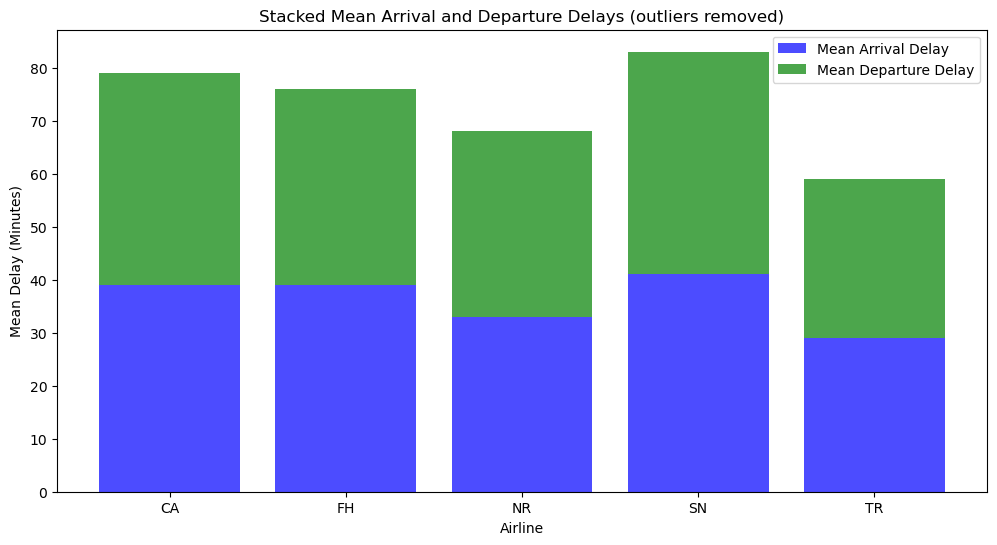 Stacked Mean Arrival and Departure Delays (outliers removed)
Mean Arrival Delay
Mean Departure Delay
Mean Delay (Minutes)
80
70
60
50
40
30
20
10
0
CA FH NR SN TR
Airline